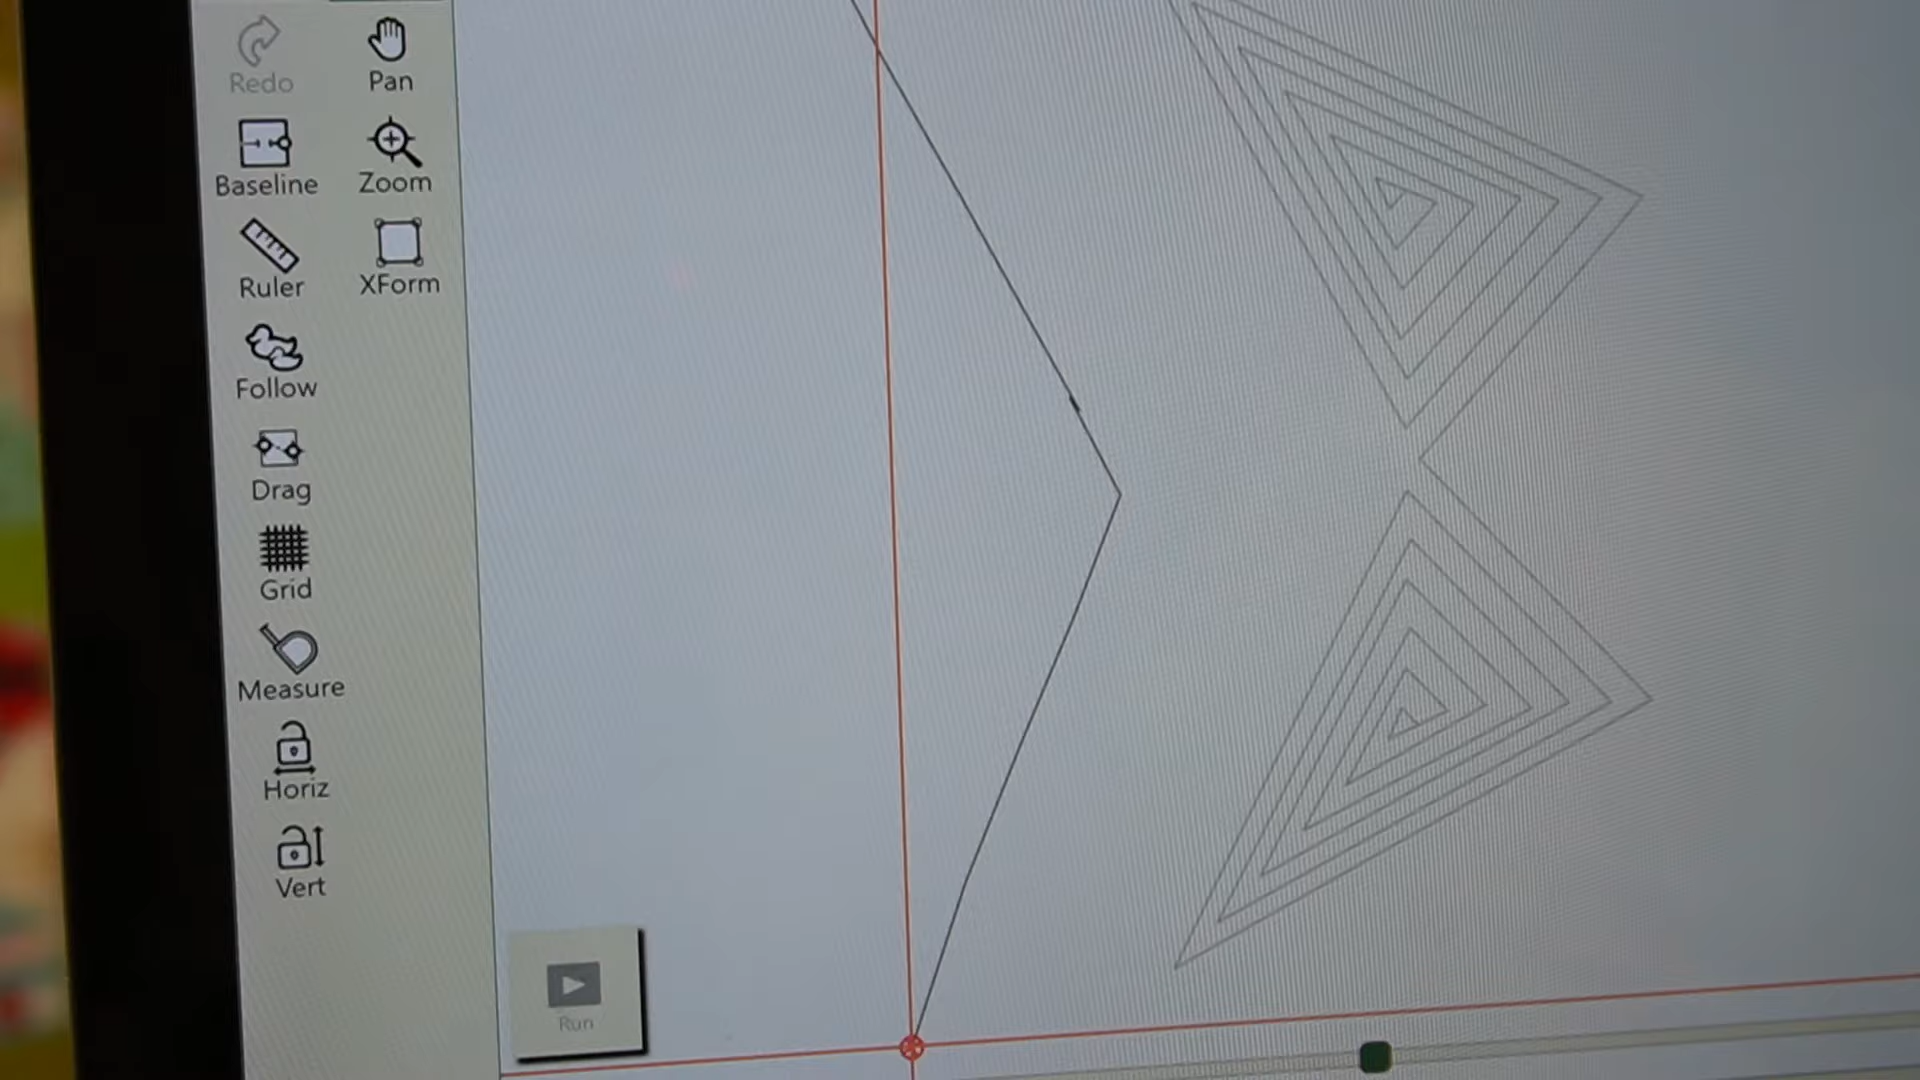 Redo
Pan
Baseline
Zoom
Ruler
XForm
Follow
Drag
Grid
Measure
Horiz
Vert
Run